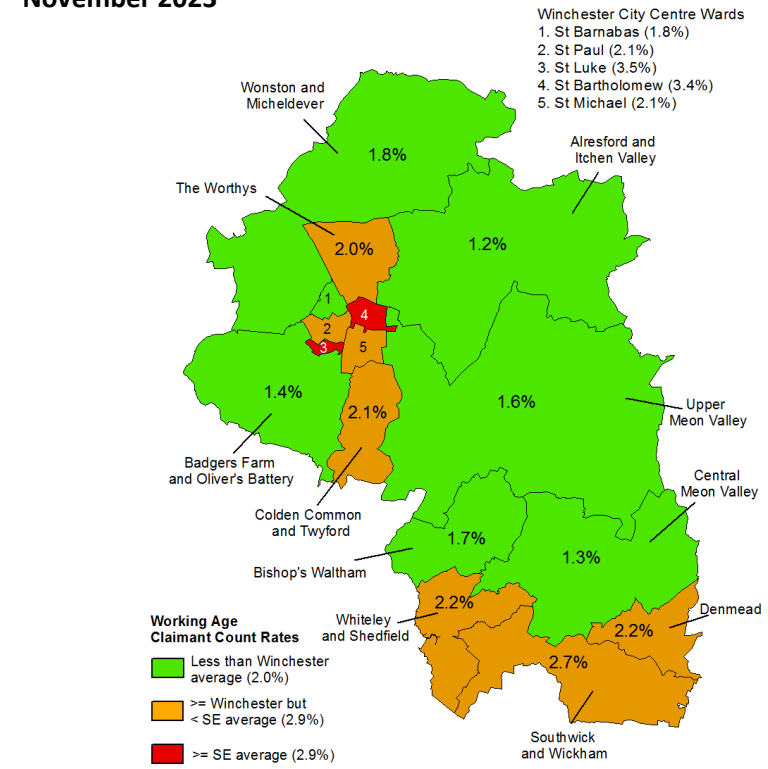 November 2023
Winchester City Centre Wards
1. St Barnabas (1.8%)
2. St Paul (2.1%)
3. St Luke (3.5%)
4. St Bartholomew (3.4%)
5. St Michael (2.1%)
Wonston and
Micheldever
1.8%
Alresford and
Itchen Valley
The Worthys
2.0%
1.2%
1
4
2
3
5
1.4%
2.1%
1.6%
Upper
Meon Valley
Badgers Farm
and Oliver's Battery
Central
Meon Valley
Colden Common
and Twyford
1.7%
1.3%
Bishop's Waltham
2.2%
Whiteley
and Shedfield
Denmead
2.2%
2.7%
Southwick
and Wickham
Working Age
Claimant Count Rates
Less than Winchester
average (2.0%)
>= Winchester but
< SE average (2.9%)
>= SE average (2.9%)